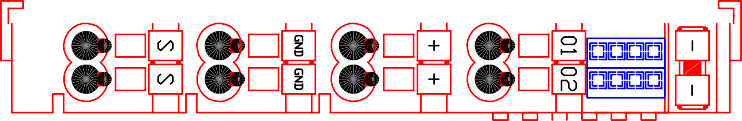 S GND + 01 −
S GND + 02 −